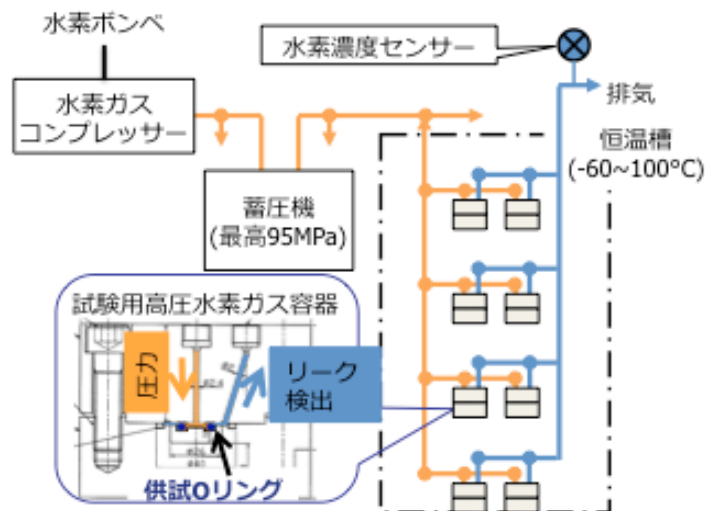 水素ボンベ
水素濃度センサー
水素ガス
コンプレッサー
排気
恒温槽
(-60~100°C)
蓄圧機
(最高95MPa)
試験用高圧水素ガス容器
圧力
リーク
検出
供試Oリング